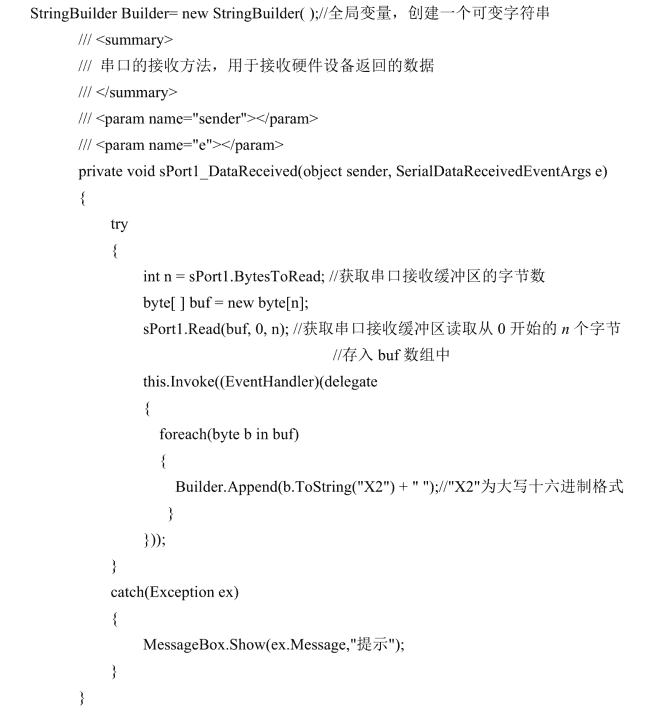 StringBuilder Builder= new StringBuilder( );//全局变量，创建一个可变字符串
/// <summary>
/// 串口的接收方法，用于接收硬件设备返回的数据
/// </summary>
/// <param name="sender"></param>
/// <param name="e"></param>
private void sPort1_DataReceived(object sender, SerialDataReceivedEventArgs e)
{
try
{
int n = sPort1.BytesToRead; //获取串口接收缓冲区的字节数
byte[ ] buf = new byte[n];
sPort1.Read(buf, 0, n); //获取串口接收缓冲区读取从 0 开始的 n 个字节
//存入 buf 数组中
this.Invoke((EventHandler)(delegate
{
foreach(byte b in buf)
{
Builder.Append(b.ToString("X2") + " ");//"X2"为大写十六进制格式
}
}));
}
catch(Exception ex)
{
MessageBox.Show(ex.Message,"提示");
}
}